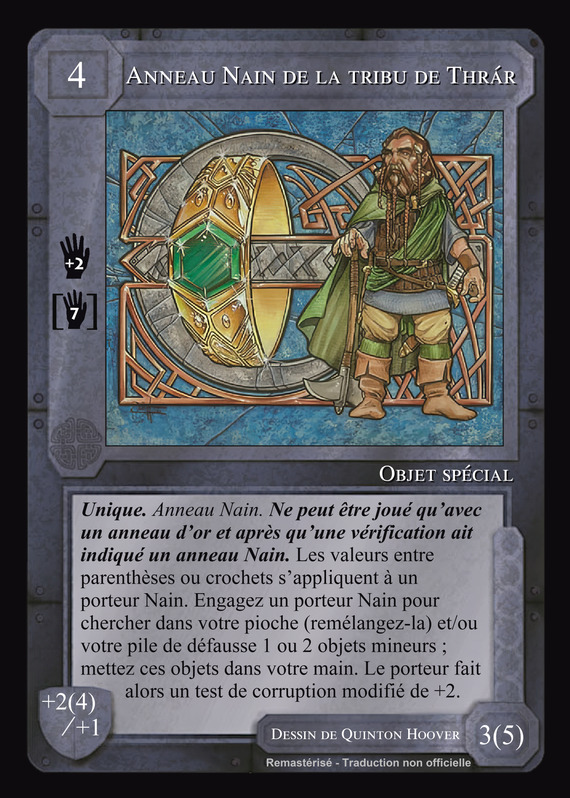 4
Anneau Nain de la tribu de Thrár
+2
[7]
Objet spécial
Unique. Anneau Nain. Ne peut être joué qu’avec
un anneau d’or et après qu’une vérification ait
indiqué un anneau Nain. Les valeurs entre
parenthèses ou crochets s’appliquent à un
porteur Nain. Engagez un porteur Nain pour
chercher dans votre pioche (remélangez-la) et/ou
votre pile de défausse 1 ou 2 objets mineurs ;
mettez ces objets dans votre main. Le porteur fait
alors un test de corruption modifié de +2.
+2(4)
/+1
Dessin de Quinton Hoover
3(5)
Remastérisé - Traduction non officielle